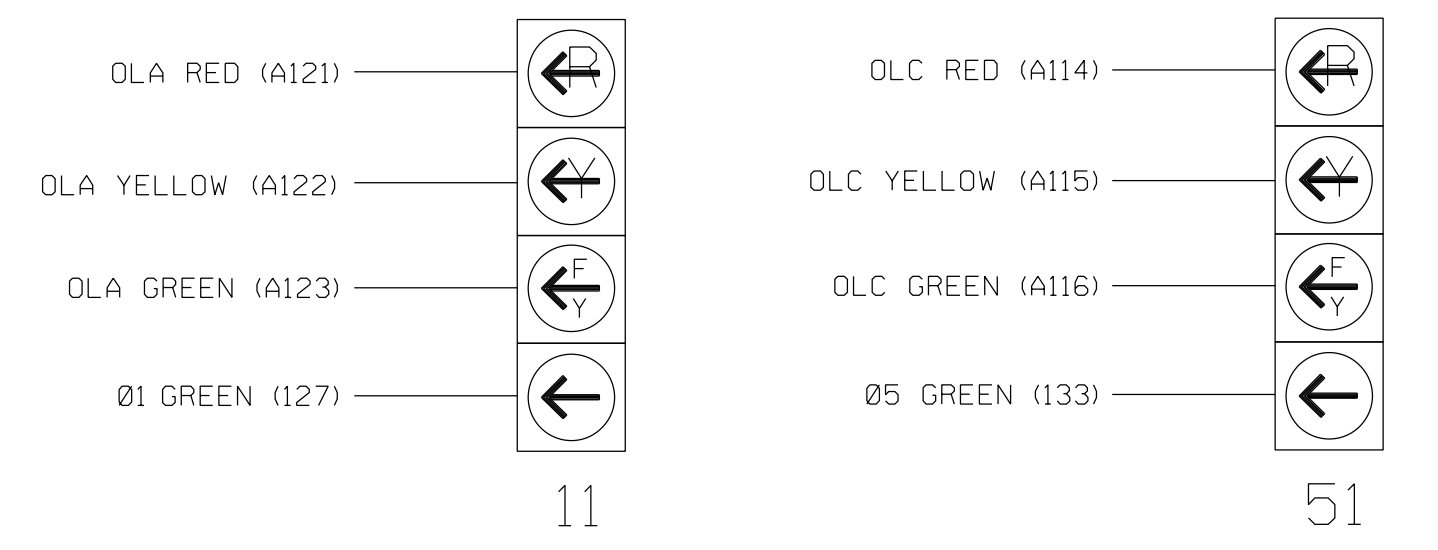 OLA RED (A121)
R
OLA YELLOW (A122)
Y
OLA GREEN (A123)
F
Y
Ø1 GREEN (127)
11
OLC RED (A114)
R
OLC YELLOW (A115)
Y
OLC GREEN (A116)
F
Y
Ø5 GREEN (133)
51